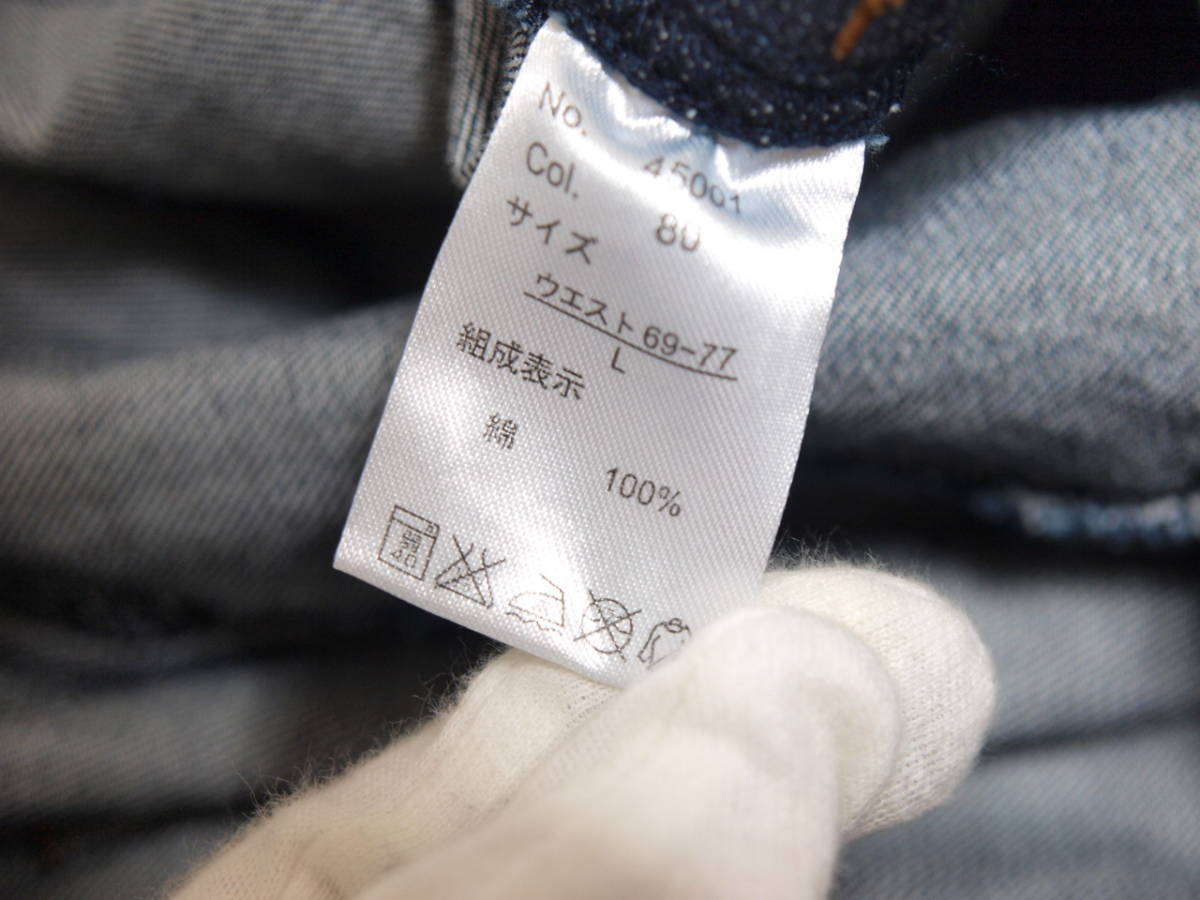 No. 45091
Col. 80
サイズ
ウエスト69-77
L
組成表示
綿 100%